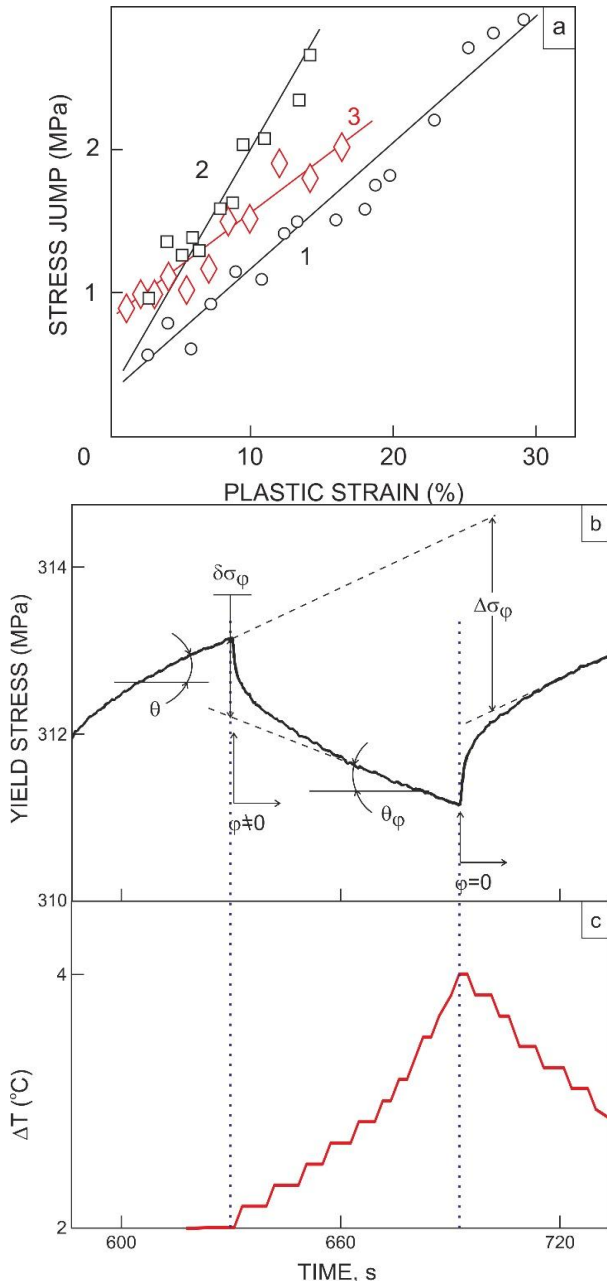 a
STRESS JUMP (MPa)
2
1
0
2
3
1
10
20
30
PLASTIC STRAIN (%)
b
YIELD STRESS (MPa)
314
312
310
δσφ
Δσφ
θ
θφ
φ≠0
φ=0
c
ΔT (°C)
4
2
600
660
720
TIME, s